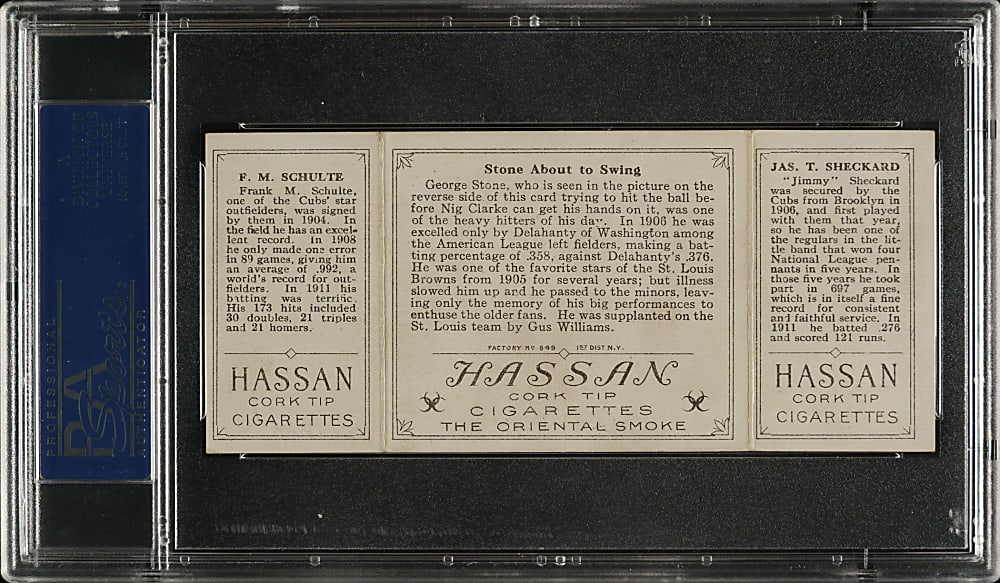 F. M. SCHULTE
Frank M. Schulte,
one of the Cubs' star
outfielders, was signed
by them in 1904. In
the field he has an excel-
lent record. In 1908
he only made one error
in 89 games, giving him
an average of .992, a
world's record for out-
fielders. In 1911 his
batting was terrific.
His 173 hits included
30 doubles, 21 triples
and 21 homers.
HASSAN
CORK TIP
CIGARETTES
Stone About to Swing
George Stone, who is seen in the picture on the
reverse side of this card trying to hit the ball be-
fore Nig Clarke can get his hands on it, was one
of the heavy hitters of his day. In 1906 he was
excelled only by Delahanty of Washington among
the American League left fielders, making a bat-
ting percentage of .358, against Delahanty's .376.
He was one of the favorite stars of the St. Louis
Browns from 1905 for several years; but illness
slowed him up and he passed to the minors, leav-
ing only the memory of his big performances to
enthuse the older fans. He was supplanted on the
St. Louis team by Gus Williams.
FACTORY Nº 649 1ST DIST N.Y.
HASSAN
CORK TIP
CIGARETTES
THE ORIENTAL SMOKE
JAS. T. SHECKARD
"Jimmy" Sheckard
was secured by the
Cubs from Brooklyn in
1906, and first played
with them that year,
so he has been one of
the regulars in the lit-
tle band that won four
National League pen-
nants in five years. In
those five years he took
part in 697 games,
which is in itself a fine
record for consistent
and faithful service. In
1911 he batted .276
and scored 121 runs.
HASSAN
CORK TIP
CIGARETTES
PROFESSIONAL
PSA
Sports
AUTHENTICATOR